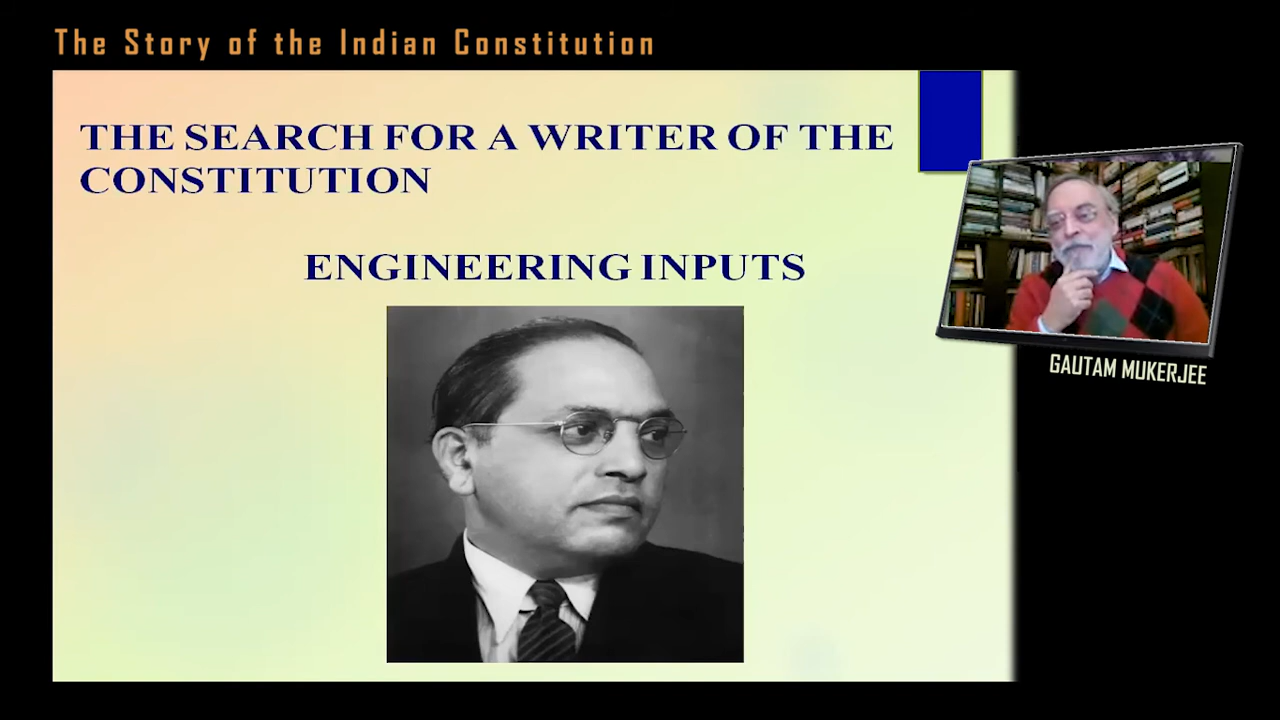 The Story of the Indian Constitution
THE SEARCH FOR A WRITER OF THE
CONSTITUTION
ENGINEERING INPUTS
GAUTAM MUKERJEE